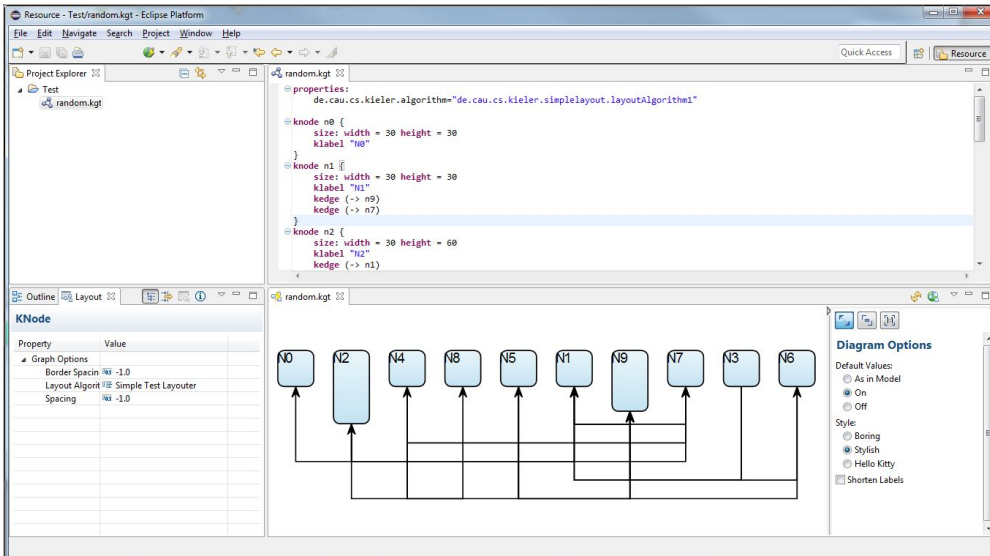 Resource - Test/random.kgt - Eclipse Platform
File Edit Navigate Search Project Window Help
Quick Access
Resource
Project Explorer
Test
random.kgt
random.kgt
properties:
de.cau.cs.kieler.algorithm="de.cau.cs.kieler.simplelayout.layoutAlgorithm1"
knode n0 {
size: width = 30 height = 30
klabel "N0"
}
knode n1 {
size: width = 30 height = 30
klabel "N1"
kedge (-> n9)
kedge (-> n7)
}
knode n2 {
size: width = 30 height = 60
klabel "N2"
kedge (-> n1)
Outline Layout
KNode
Property Value
Graph Options
Border Spacin -1.0
Layout Algorit Simple Test Layouter
Spacing -1.0
random.kgt
N0 N2 N4 N8 N5 N1 N9 N7 N3 N6
Diagram Options
Default Values:
As in Model
On
Off
Style:
Boring
Stylish
Hello Kitty
Shorten Labels